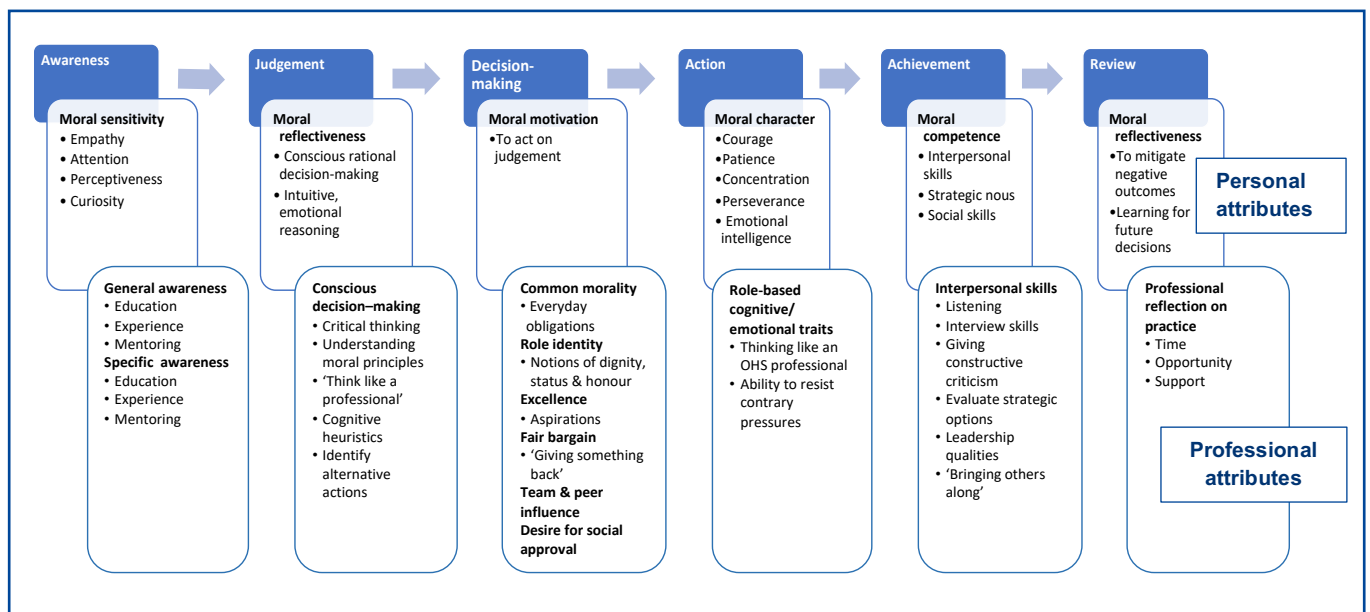 Awareness
Judgement
Decision-
making
Action
Achievement
Review
Moral sensitivity
• Empathy
• Attention
• Perceptiveness
• Curiosity
Moral
reflectiveness
• Conscious rational
decision-making
• Intuitive,
emotional
reasoning
Moral motivation
•To act on
judgement
Moral character
•Courage
•Patience
•Concentration
•Perseverance
• Emotional
intelligence
Moral
competence
• Interpersonal
skills
• Strategic nous
• Social skills
Moral
reflectiveness
•To mitigate
negative
outcomes
•Learning for
future
decisions
Personal
attributes
General awareness
• Education
• Experience
• Mentoring
Specific awareness
• Education
• Experience
• Mentoring
Conscious
decision–making
• Critical thinking
• Understanding
moral principles
• ‘Think like a
professional’
• Cognitive
heuristics
• Identify
alternative
actions
Common morality
• Everyday
obligations
Role identity
• Notions of dignity,
status & honour
Excellence
• Aspirations
Fair bargain
• ‘Giving something
back’
Team & peer
influence
Desire for social
approval
Role-based
cognitive/
emotional traits
• Thinking like an
OHS professional
• Ability to resist
contrary
pressures
Interpersonal skills
• Listening
• Interview skills
• Giving
constructive
criticism
• Evaluate strategic
options
• Leadership
qualities
• ‘Bringing others
along’
Professional
reflection on
practice
• Time
• Opportunity
• Support
Professional
attributes